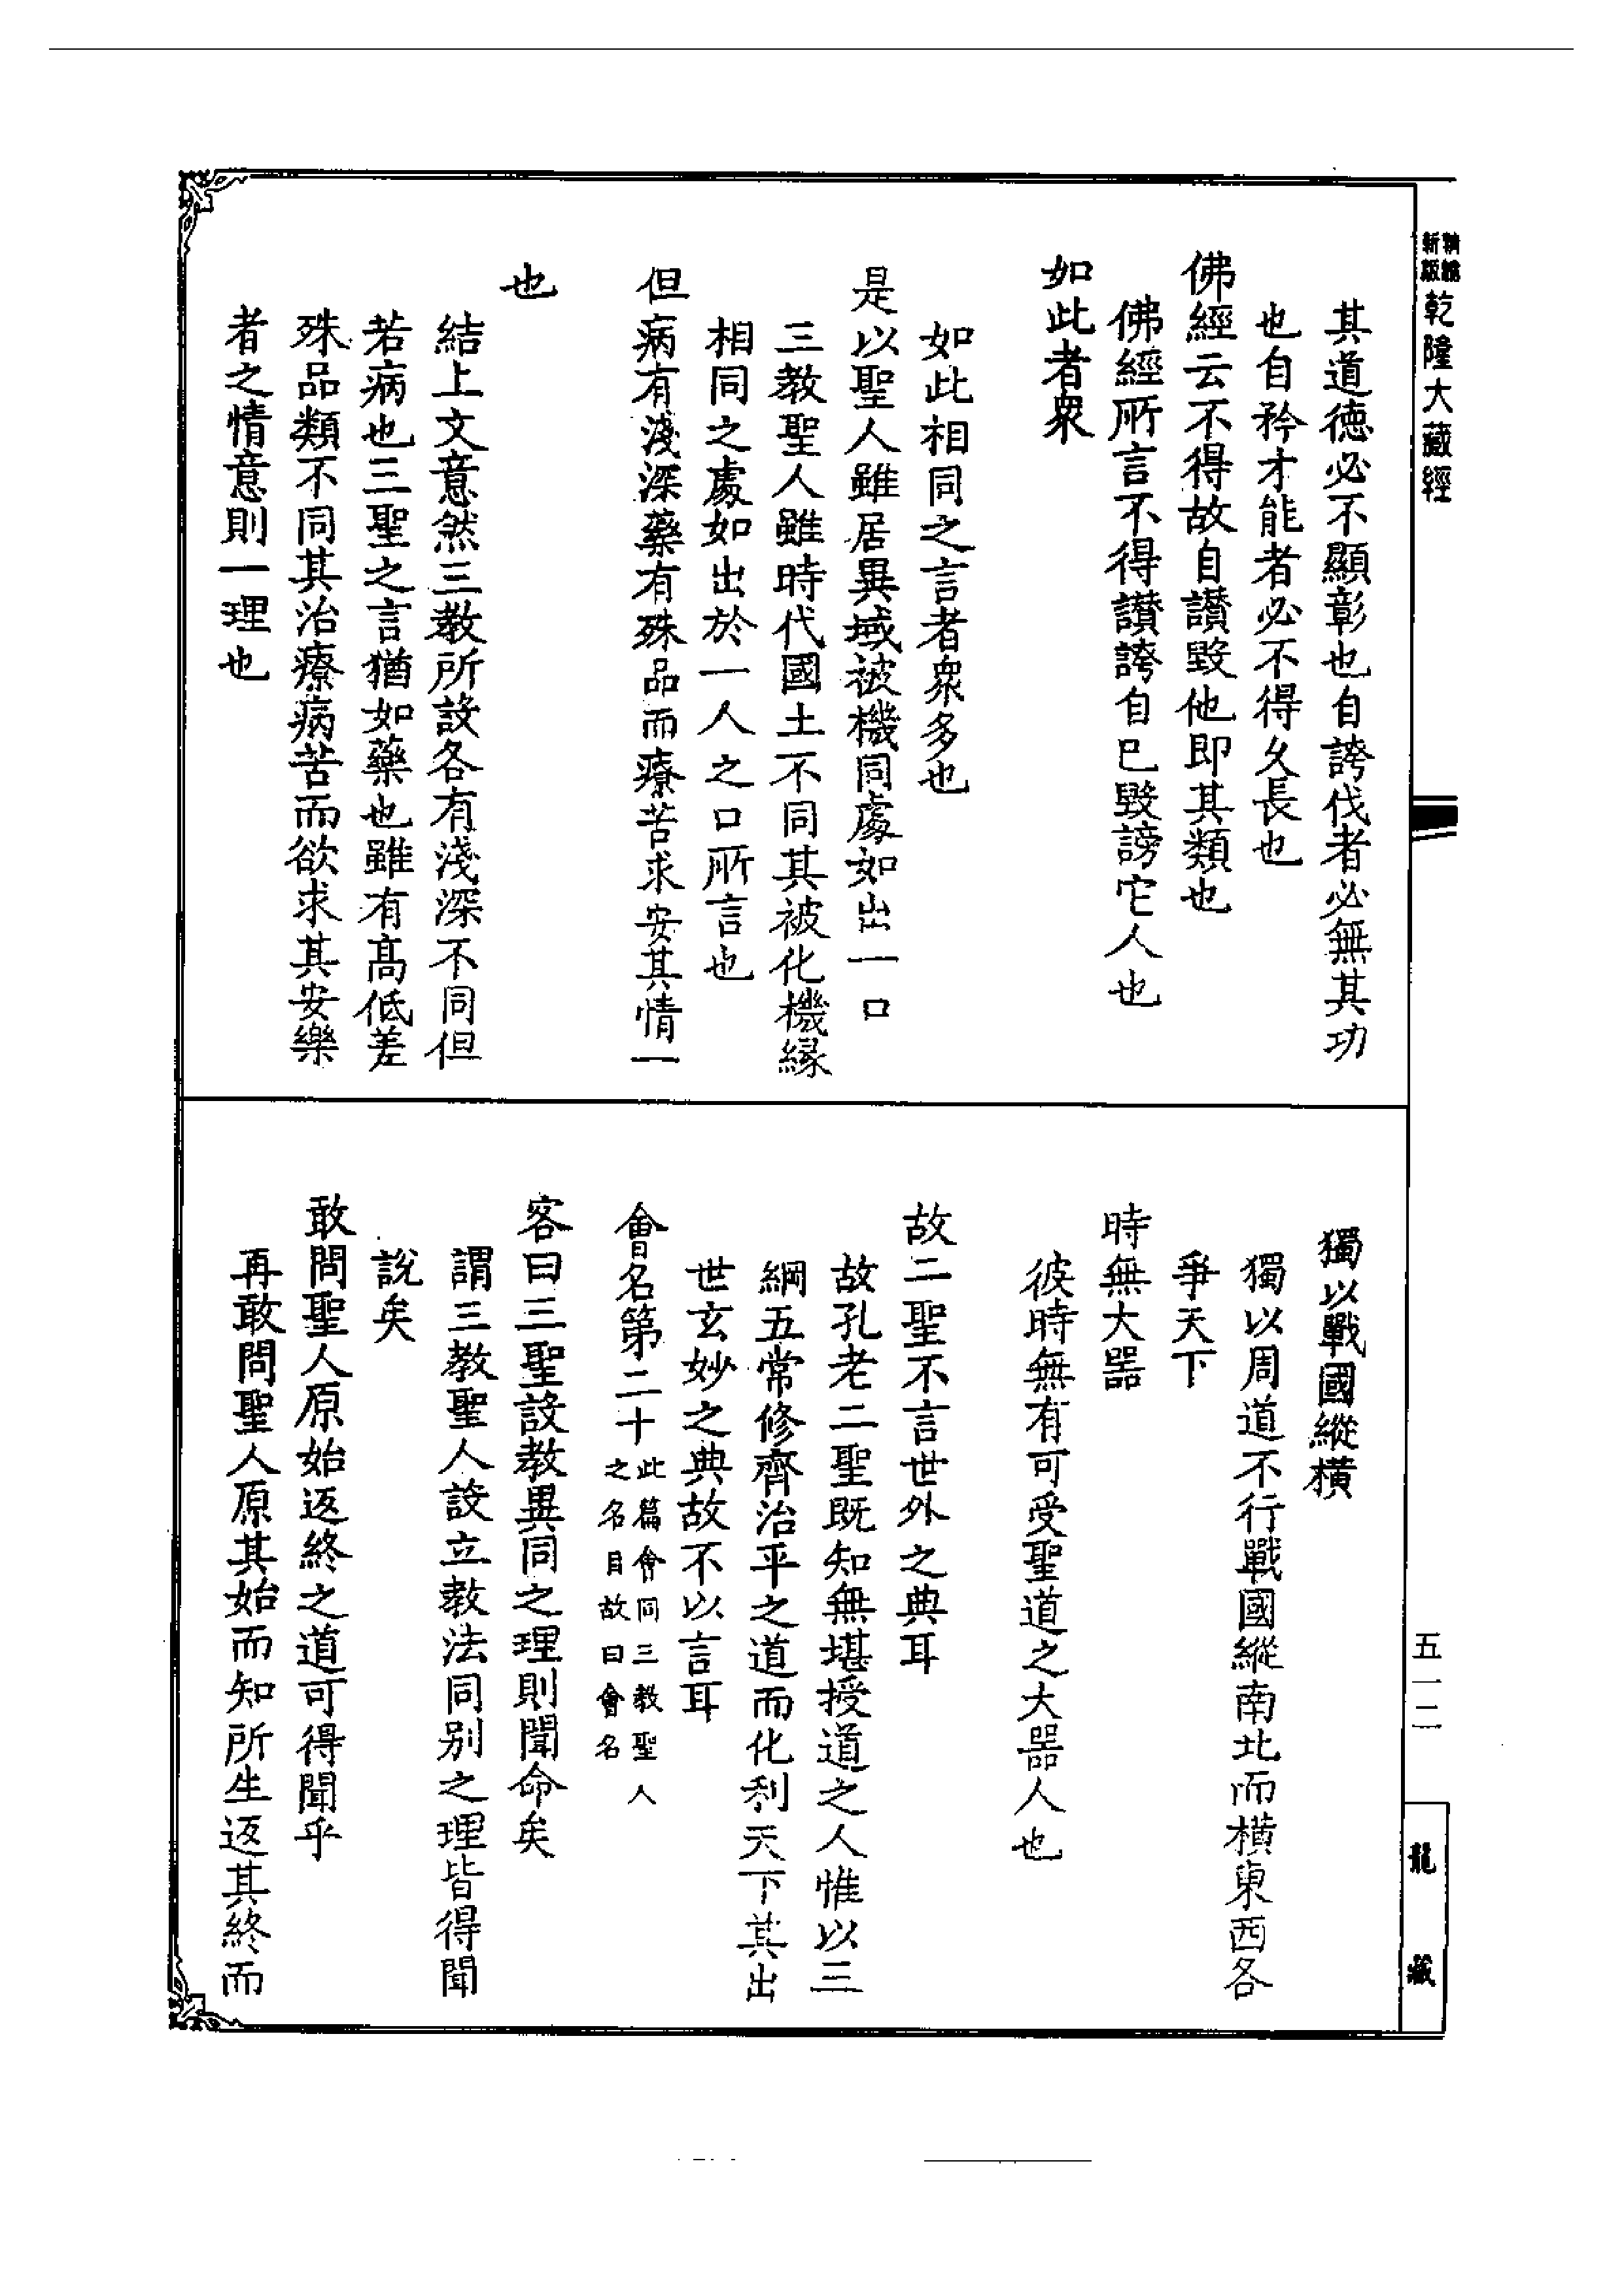 新編縮版
乾隆大藏經
其道德必不顯彰也自誇伐者必無其功
也自矜才能者必不得久長也
佛經云不得故自讃毀他即其類也
佛經所言不得讃誇自己毀謗它人也
如此者衆
如此相同之言者衆多也
是以聖人雖居異域被機同處如出一口
三教聖人雖時代國土不同其被化機緣
相同之處如出於一人之口所言也
但病有淺深藥有殊品而療苦求安其情一
也
結上文意然三教所設各有淺深不同但
若病也三聖之言猶如藥也雖有高低差
殊品類不同其治療病苦而欲求其安樂
者之情意則一理也
獨以戰國縱橫
獨以周道不行戰國縱南北而橫東西各
爭天下
時無大器
彼時無有可受聖道之大器人也
故二聖不言世外之典耳
故孔老二聖既知無堪授道之人惟以三
綱五常修齊治平之道而化利天下其出
世玄妙之典故不以言耳
會名第二十
此篇會同三教聖人
之名目故曰會名
客曰三聖設教異同之理則聞命矣
謂三教聖人設立教法同別之理皆得聞
說矣
敢問聖人原始返終之道可得聞乎
再敢問聖人原其始而知所生返其終而
五一二
龍藏